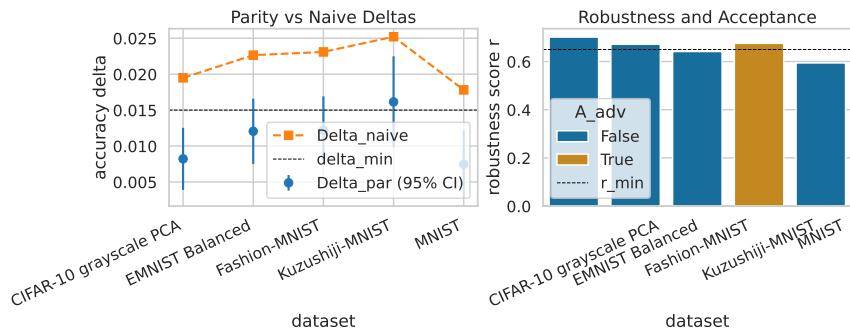 Parity vs Naive Deltas
accuracy delta
0.025
0.020
0.015
0.010
0.005
Delta_naive
delta_min
Delta_par (95% CI)
CIFAR-10 grayscale PCA
EMNIST Balanced
Fashion-MNIST
Kuzushiji-MNIST
MNIST
dataset
Robustness and Acceptance
robustness score r
0.6
0.4
0.2
0.0
A_adv
False
True
r_min
CIFAR-10 grayscale PCA
EMNIST Balanced
Fashion-MNIST
Kuzushiji-MNIST
MNIST
dataset